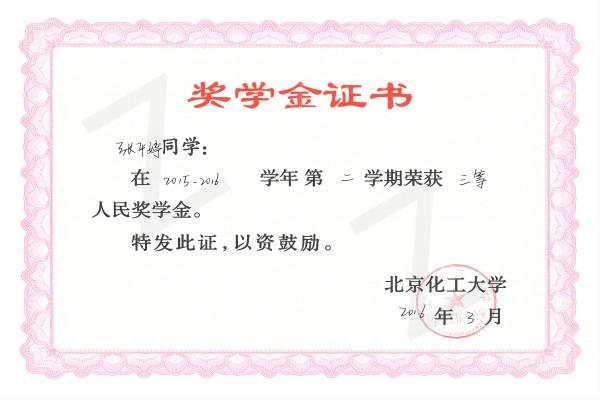 奖学金证书
张平婷同学：
在 2015-2016 学年第 二 学期荣获 三等
人民奖学金。
特发此证，以资鼓励。
北京化工大学
2016 年 3 月